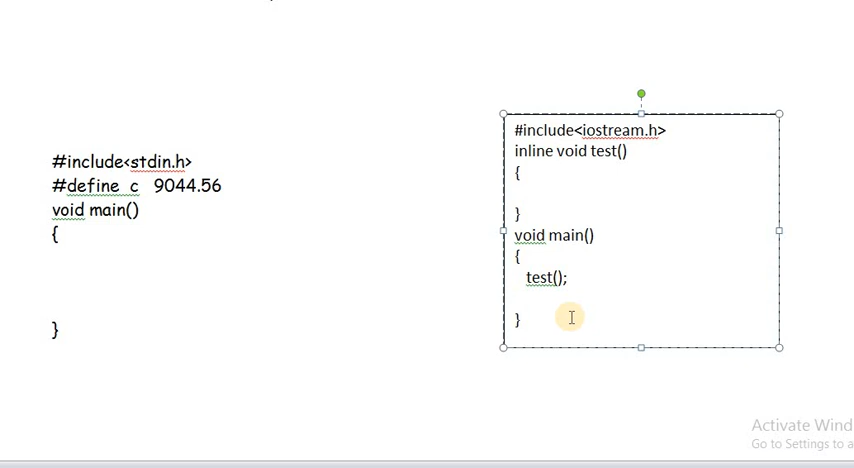 #include<stdin.h>
#define c 9044.56
void main()
{
}
#include<iostream.h>
inline void test()
{
}
void main()
{
test();
}
Activate Wind
Go to Settings to a